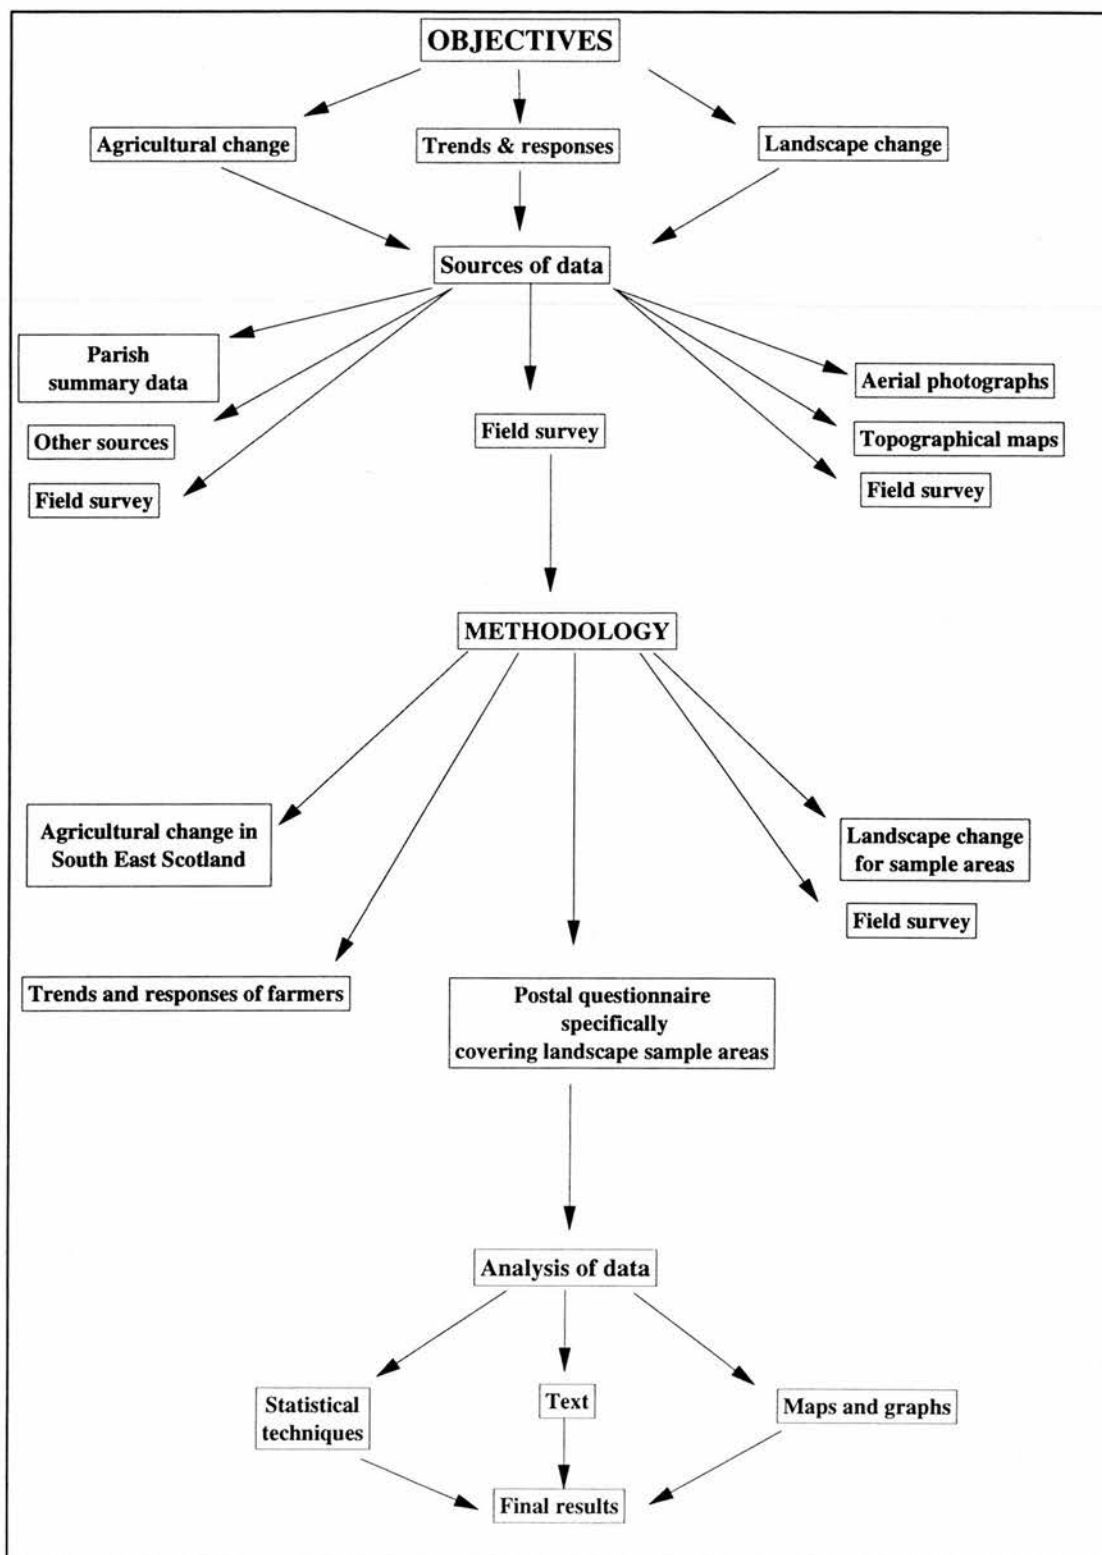 OBJECTIVES
Agricultural change
Trends & responses
Landscape change
Sources of data
Parish
summary data
Other sources
Field survey
Field survey
Aerial photographs
Topographical maps
Field survey
METHODOLOGY
Agricultural change in
South East Scotland
Trends and responses of farmers
Postal questionnaire
specifically
covering landscape sample areas
Landscape change
for sample areas
Field survey
Analysis of data
Statistical
techniques
Text
Maps and graphs
Final results